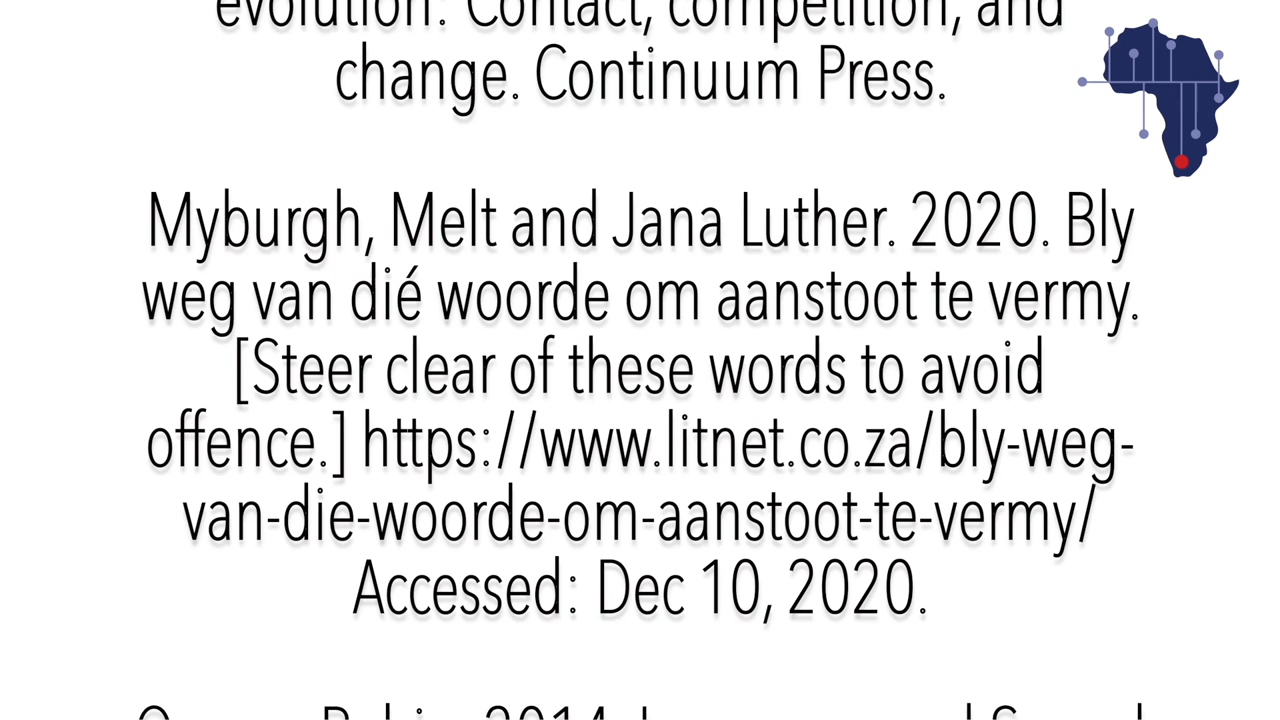 evolution: Contact, competition, and
change. Continuum Press.
Myburgh, Melt and Jana Luther. 2020. Bly
weg van dié woorde om aanstoot te vermy.
[Steer clear of these words to avoid
offence.] https://www.litnet.co.za/bly-weg-
van-die-woorde-om-aanstoot-te-vermy/
Accessed: Dec 10, 2020.